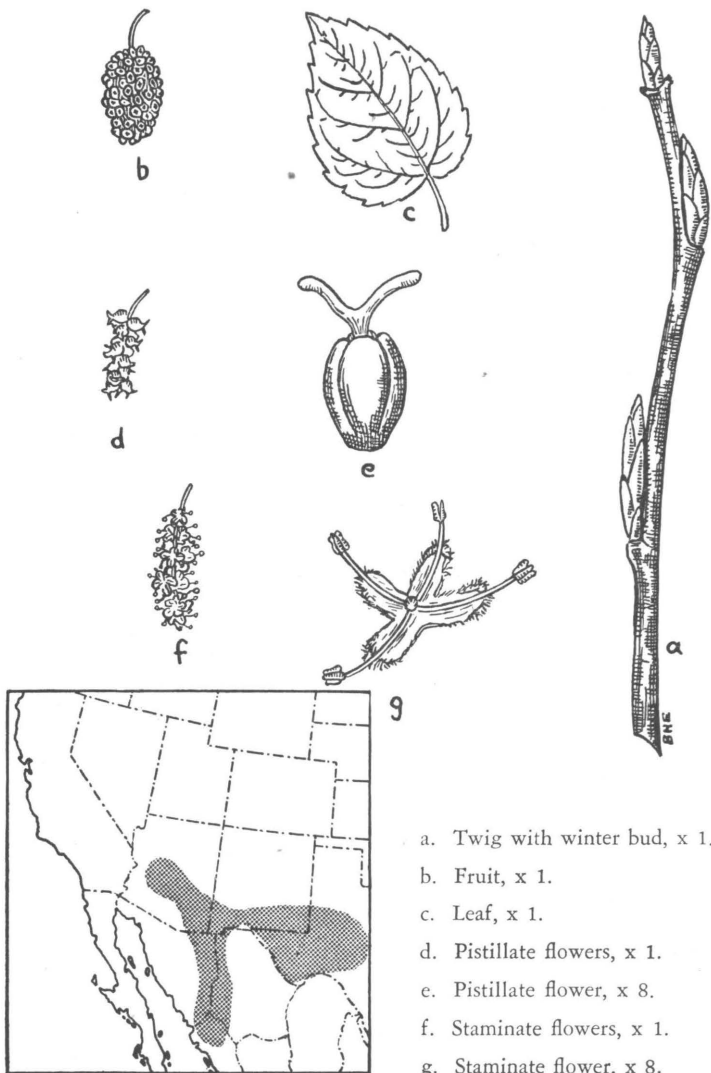 b
c
d
e
f
a
BHE
g
a. Twig with winter bud, x 1.
b. Fruit, x 1.
c. Leaf, x 1.
d. Pistillate flowers, x 1.
e. Pistillate flower, x 8.
f. Staminate flowers, x 1.
g. Staminate flower, x 8.